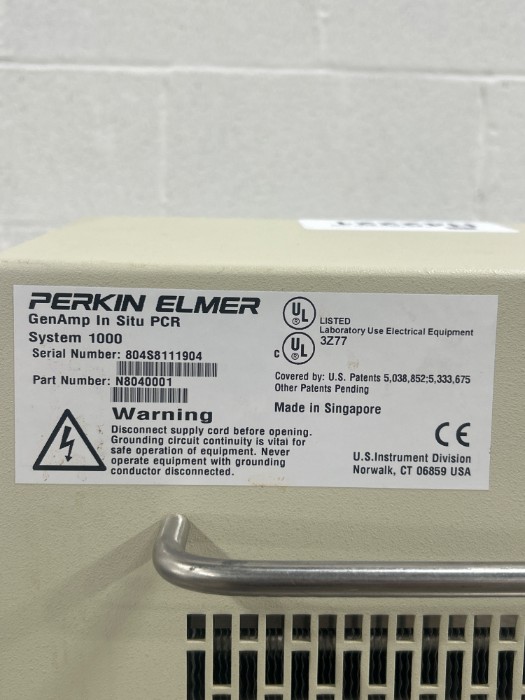 PERKIN ELMER
GenAmp In Situ PCR
System 1000
Serial Number: 804S8111904
Part Number: N8040001
Warning
Disconnect supply cord before opening.
Grounding circuit continuity is vital for
safe operation of equipment. Never
operate equipment with grounding
conductor disconnected.
UL
LISTED
Laboratory Use Electrical Equipment
3Z77
C UL
Covered by: U.S. Patents 5,038,852;5,333,675
Other Patents Pending
Made in Singapore
CE
U.S.Instrument Division
Norwalk, CT 06859 USA